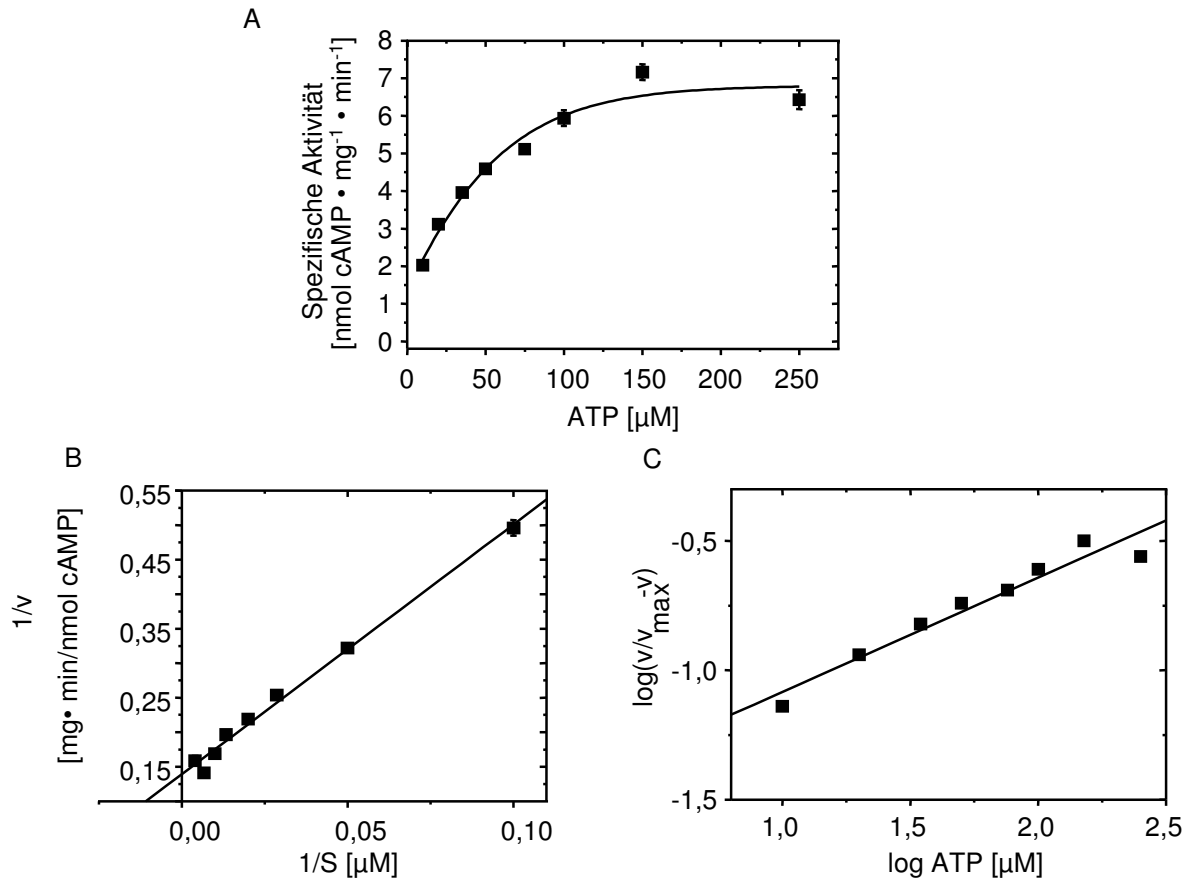 A
Spezifische Aktivität
[nmol cAMP • mg⁻¹ • min⁻¹]
8
7
6
5
4
3
2
1
0
0 50 100 150 200 250
ATP [µM]
B
1/v
[mg• min/nmol cAMP]
0,55
0,45
0,35
0,25
0,15
0,00 0,05 0,10
1/S [µM]
C
log(v/vmax-v)
-0,5
-1,0
-1,5
1,0 1,5 2,0 2,5
log ATP [µM]